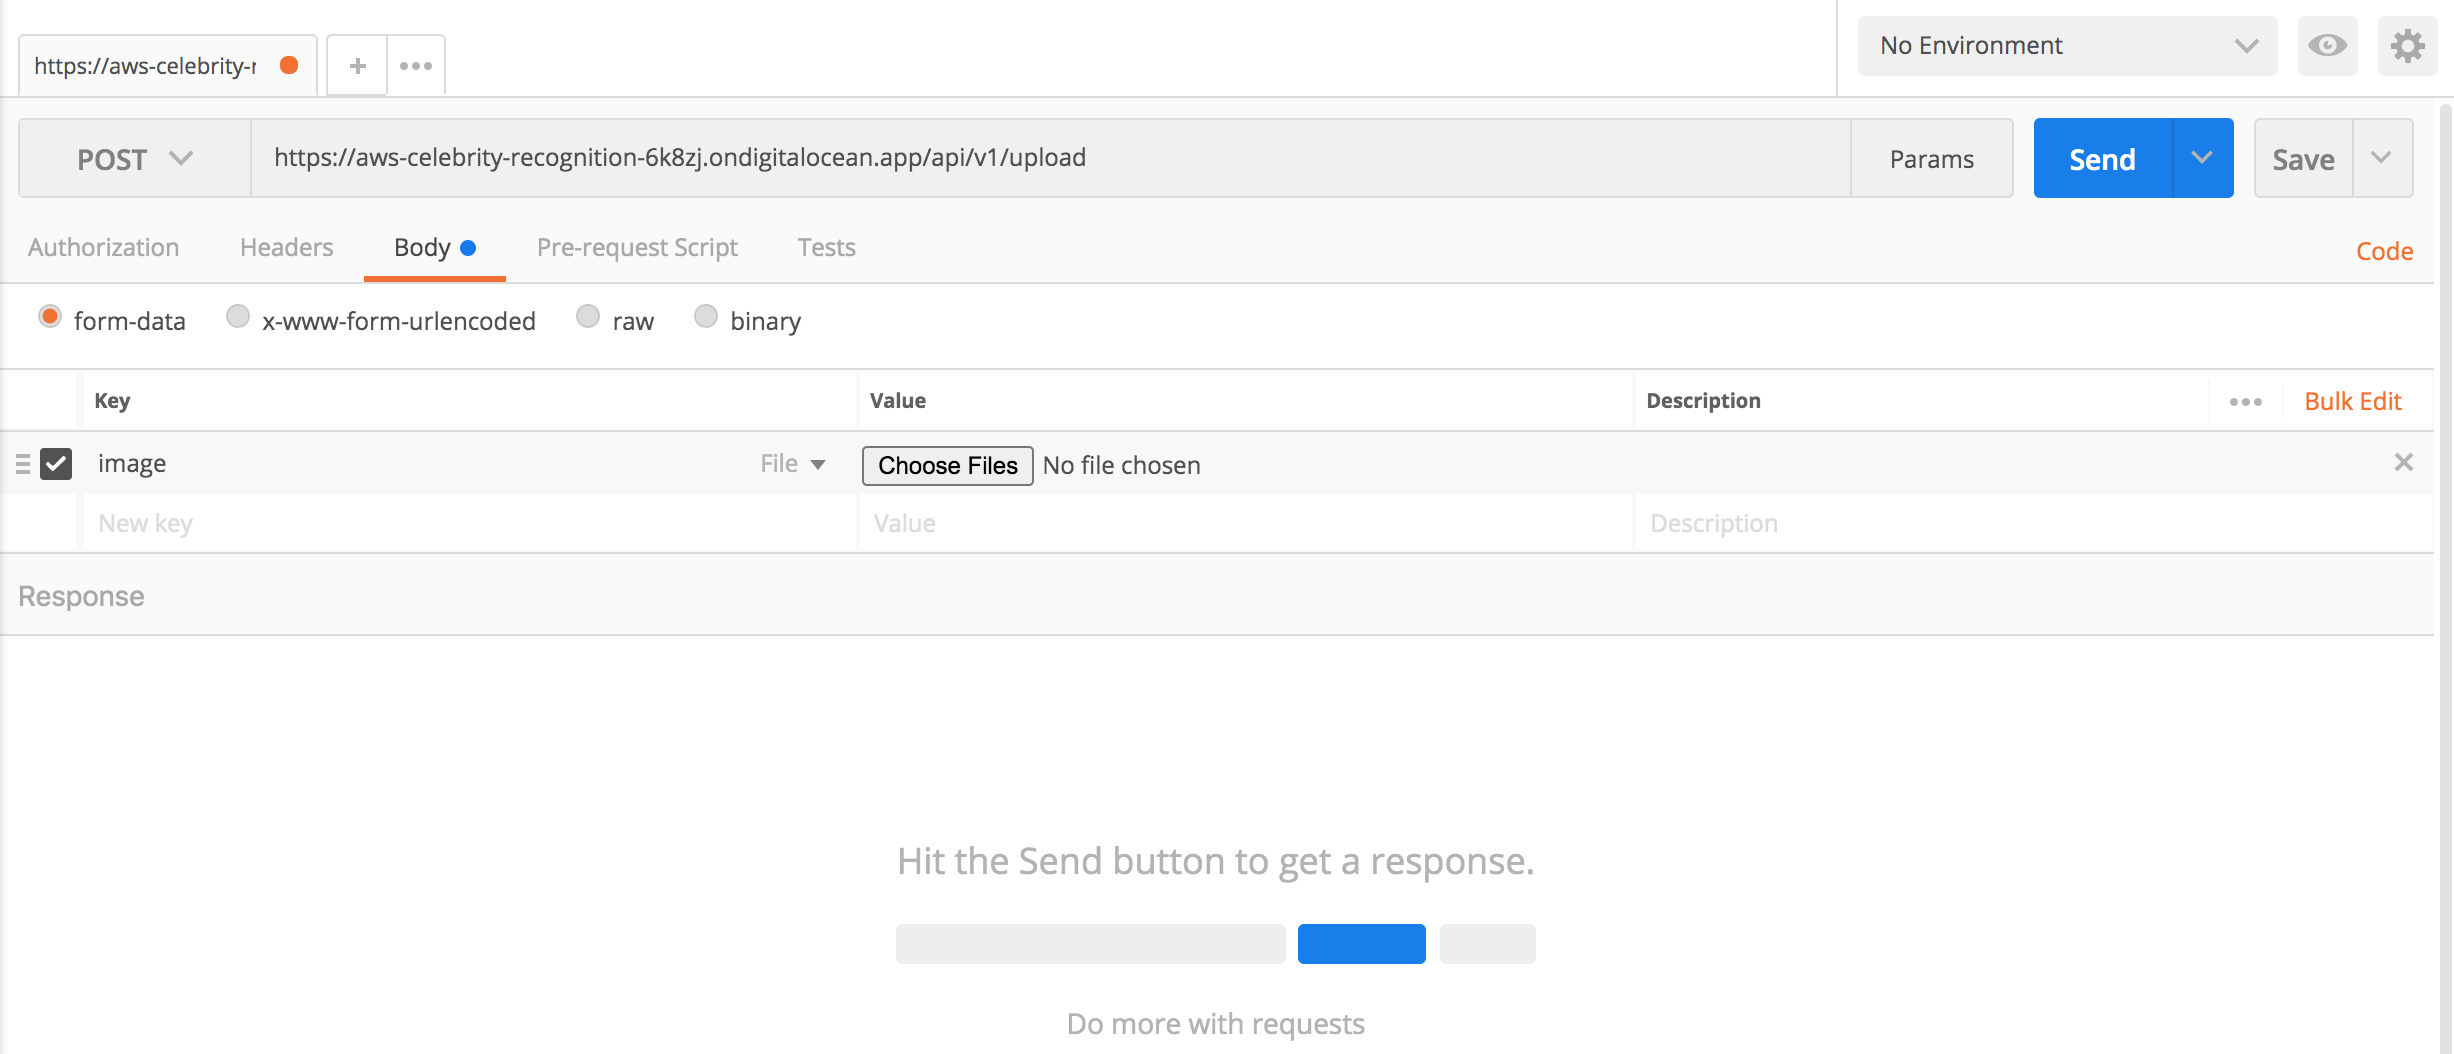 https://aws-celebrity-r
No Environment
POST https://aws-celebrity-recognition-6k8zj.ondigitalocean.app/api/v1/upload Params Send Save
Authorization Headers Body Pre-request Script Tests Code
form-data x-www-form-urlencoded raw binary
Key Value Description Bulk Edit
image File Choose Files No file chosen
New key Value Description
Response
Hit the Send button to get a response.
Do more with requests